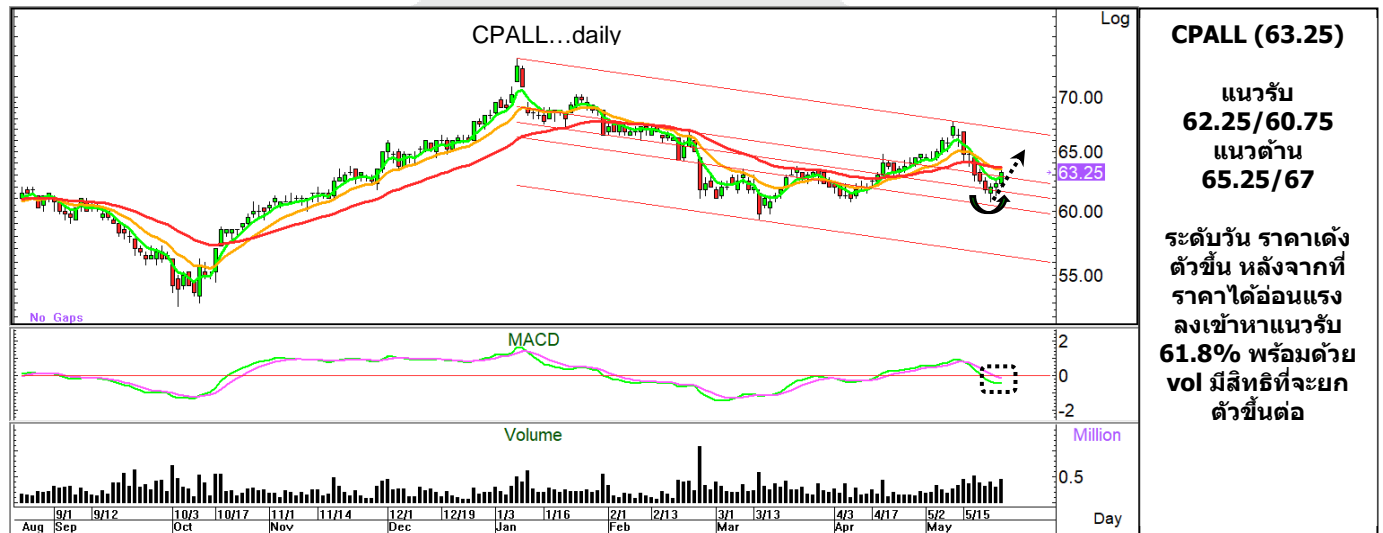 CPALL...daily
Log
70.00
65.00
63.25
60.00
55.00
No Gaps
MACD
2
0
-2
Volume
Million
0.5
9/1 9/12 10/3 10/17 11/1 11/14 12/1 12/19 1/3 1/16 2/1 2/13 3/1 3/13 4/3 4/17 5/2 5/15
Aug Sep Oct Nov Dec Jan Feb Mar Apr May
Day
CPALL (63.25)
แนวรับ
62.25/60.75
แนวต้าน
65.25/67
ระดับวัน ราคาเด้ง
ตัวขึ้น หลังจากที่
ราคาได้อ่อนแรง
ลงเข้าหาแนวรับ
61.8% พร้อมด้วย
vol มีสิทธิที่จะยก
ตัวขึ้นต่อ